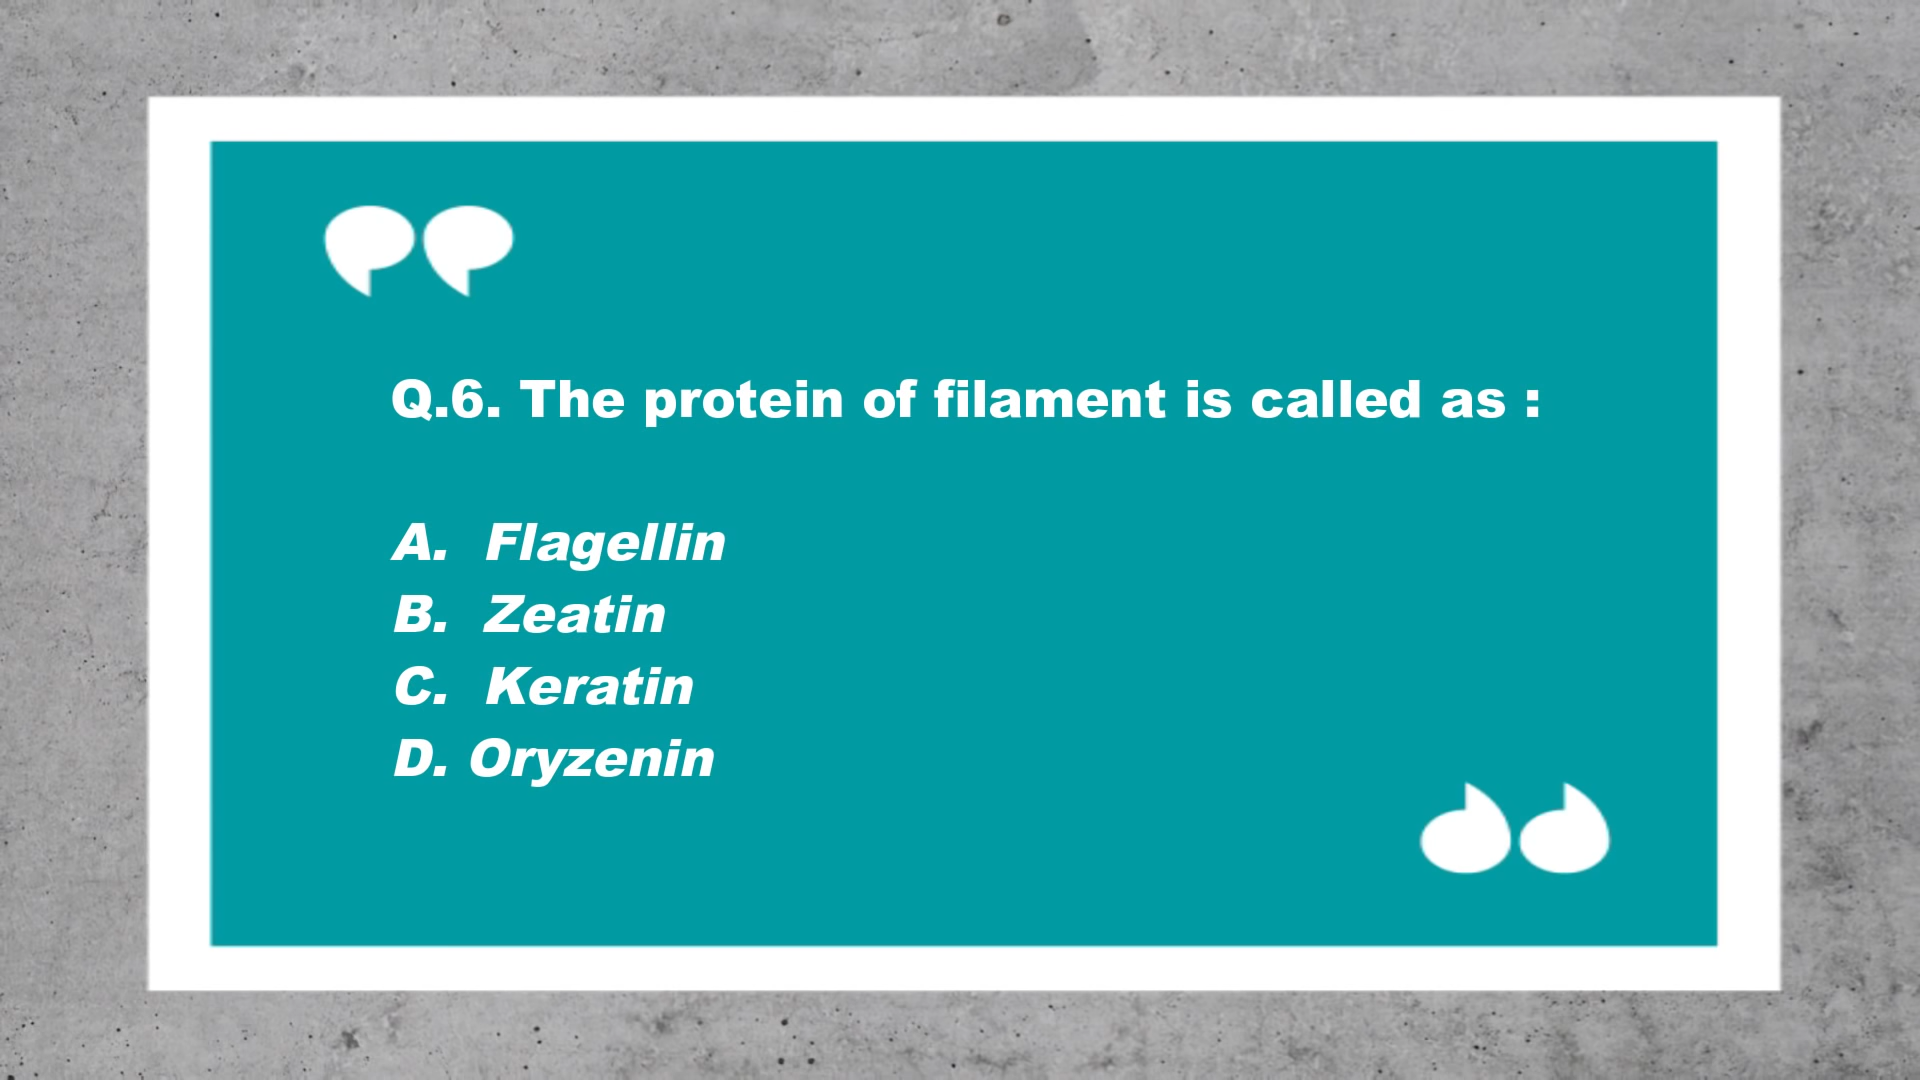 Q.6. The protein of filament is called as :
A. Flagellin
B. Zeatin
C. Keratin
D. Oryzenin